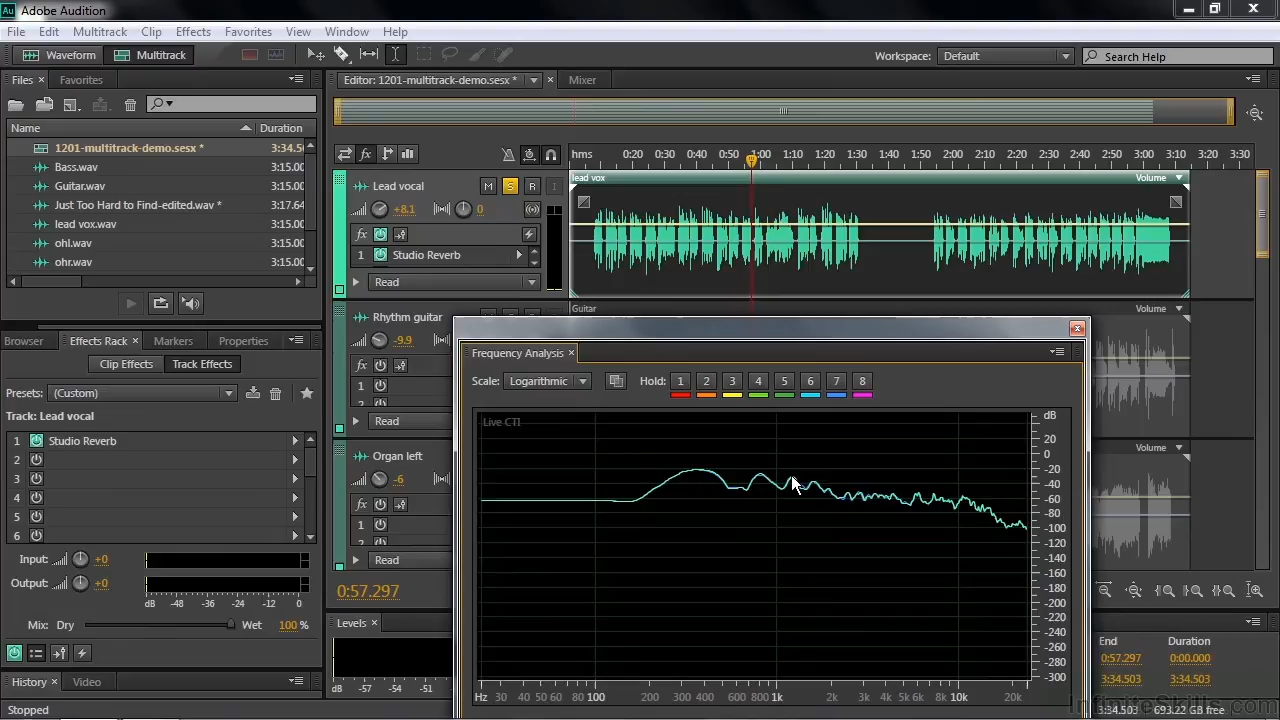 Au Adobe Audition
File Edit Multitrack Clip Effects Favorites View Window Help
Waveform Multitrack Workspace: Default Search Help
Files Favorites Editor: 1201-multitrack-demo.sesx * Mixer
Name Duration
1201-multitrack-demo.sesx * 3:34.50
Bass.wav 3:15.00
Guitar.wav 3:15.00
Just Too Hard to Find-edited.wav * 3:17.64
lead vox.wav 3:15.00
ohl.wav 3:15.00
ohr.wav 3:15.00
hms 0:20 0:30 0:40 0:50 1:00 1:10 1:20 1:30 1:40 1:50 2:00 2:10 2:20 2:30 2:40 2:50 3:00 3:10 3:20 3:30
Lead vocal M S R I lead vox Volume
+8.1 0
fx
1 Studio Reverb
Read
Rhythm guitar Guitar Volume
-9.9
fx
1
2
Read
Organ left Volume
-6
fx
1
2
Read
0:57.297
Browser Effects Rack Markers Properties
Clip Effects Track Effects
Presets: (Custom)
Track: Lead vocal
1 Studio Reverb
2
3
4
5
6
Input: +0
Output: +0
dB -48 -36 -24 -12 0
Mix: Dry Wet 100 %
History Video
Stopped
Levels
dB -57 -54 -51
Frequency Analysis
Scale: Logarithmic Hold: 1 2 3 4 5 6 7 8
Live CTI
dB
20
0
-20
-40
-60
-80
-100
-120
-140
-160
-180
-200
-220
-240
-260
-280
-300
Hz 30 40 50 60 100 200 300 400 600 800 1k 2k 3k 4k 5k 6k 10k 20k
End Duration
0:57.297 0:00.000
3:34.503 3:34.503
3:34.503 693.22 GB free
InfiniteSkills.com